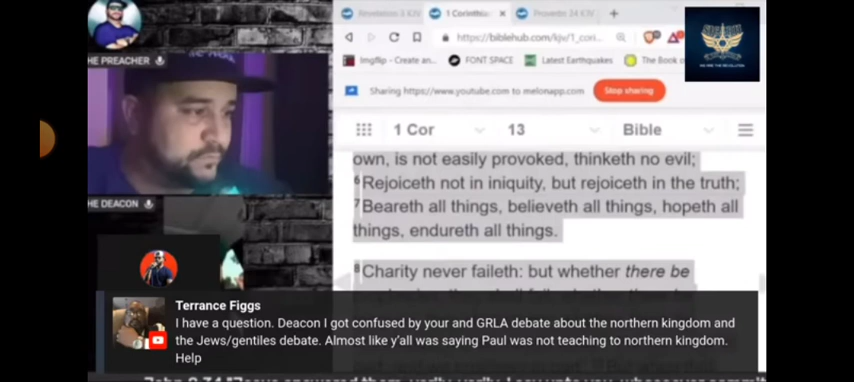 Revelation 3 KJV
1 Corinthia
Proverbs 24 KJV
https://biblehub.com/kjv/1_cori...
Imgflip - Create an...
FONT SPACE
Latest Earthquakes
The Book o
HE PREACHER
Sharing https://www.youtube.com to melonapp.com
Stop sharing
1 Cor
13
Bible
own, is not easily provoked, thinketh no evil;
6 Rejoiceth not in iniquity, but rejoiceth in the truth;
7 Beareth all things, believeth all things, hopeth all
things, endureth all things.
HE DEACON
8 Charity never faileth: but whether there be
Terrance Figgs
I have a question. Deacon I got confused by your and GRLA debate about the northern kingdom and
the Jews/gentiles debate. Almost like y'all was saying Paul was not teaching to northern kingdom.
Help